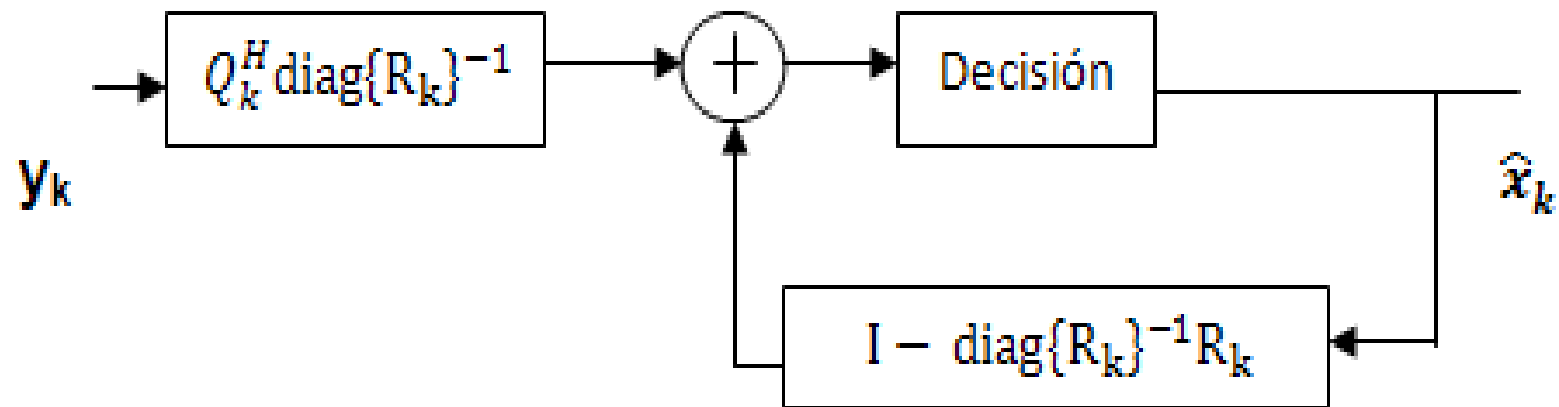 Q_k^H diag{R_k}^{-1}
+
Decisión
y_k
x̂_k
I − diag{R_k}^{-1}R_k